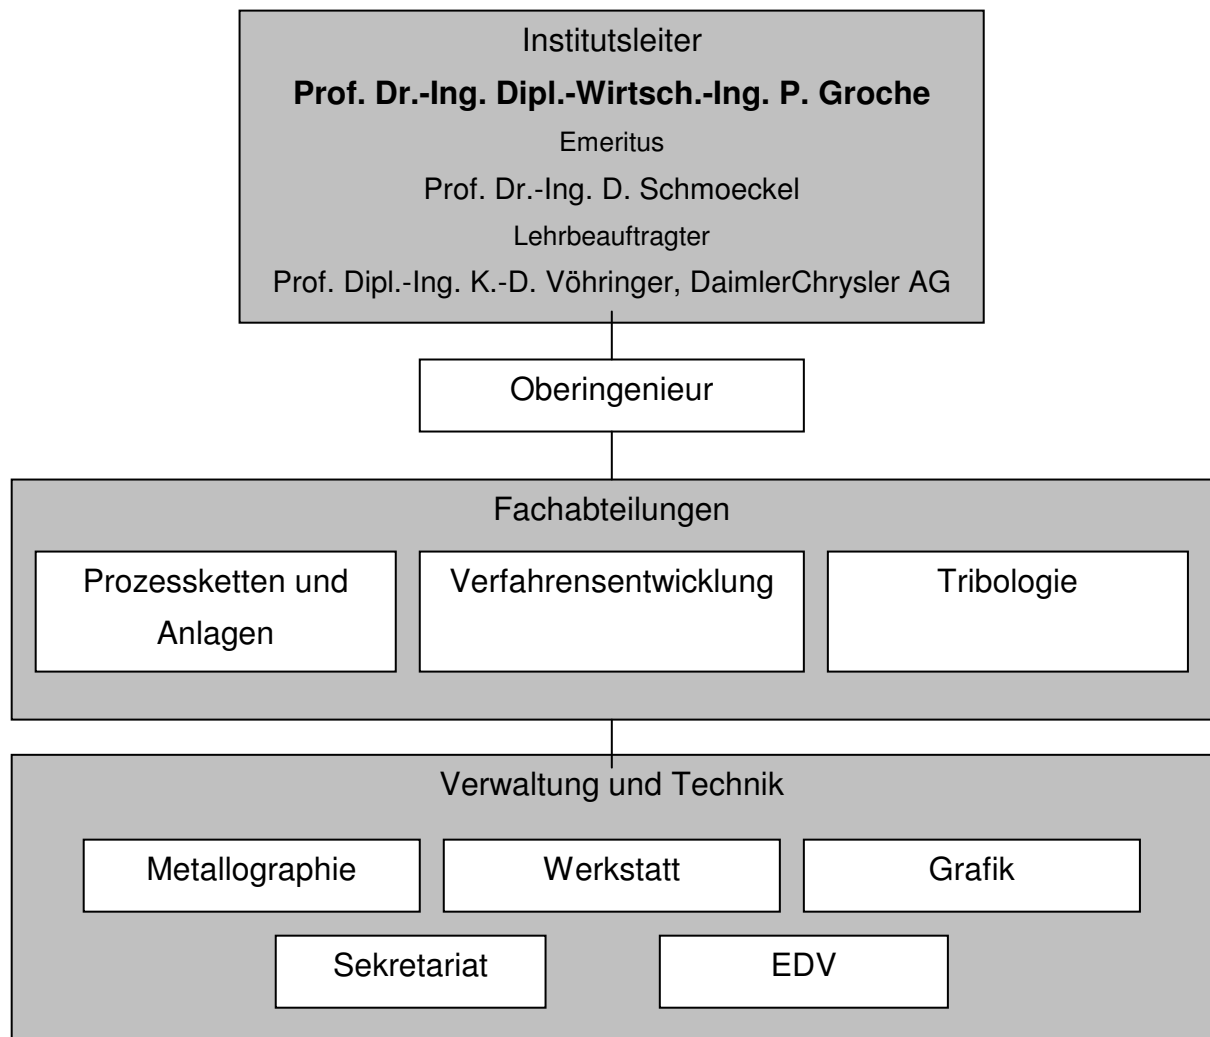 Institutsleiter
Prof. Dr.-Ing. Dipl.-Wirtsch.-Ing. P. Groche
Emeritus
Prof. Dr.-Ing. D. Schmoeckel
Lehrbeauftragter
Prof. Dipl.-Ing. K.-D. Vöhringer, DaimlerChrysler AG
Oberingenieur
Fachabteilungen
Prozessketten und
Anlagen
Verfahrensentwicklung
Tribologie
Verwaltung und Technik
Metallographie
Werkstatt
Grafik
Sekretariat
EDV